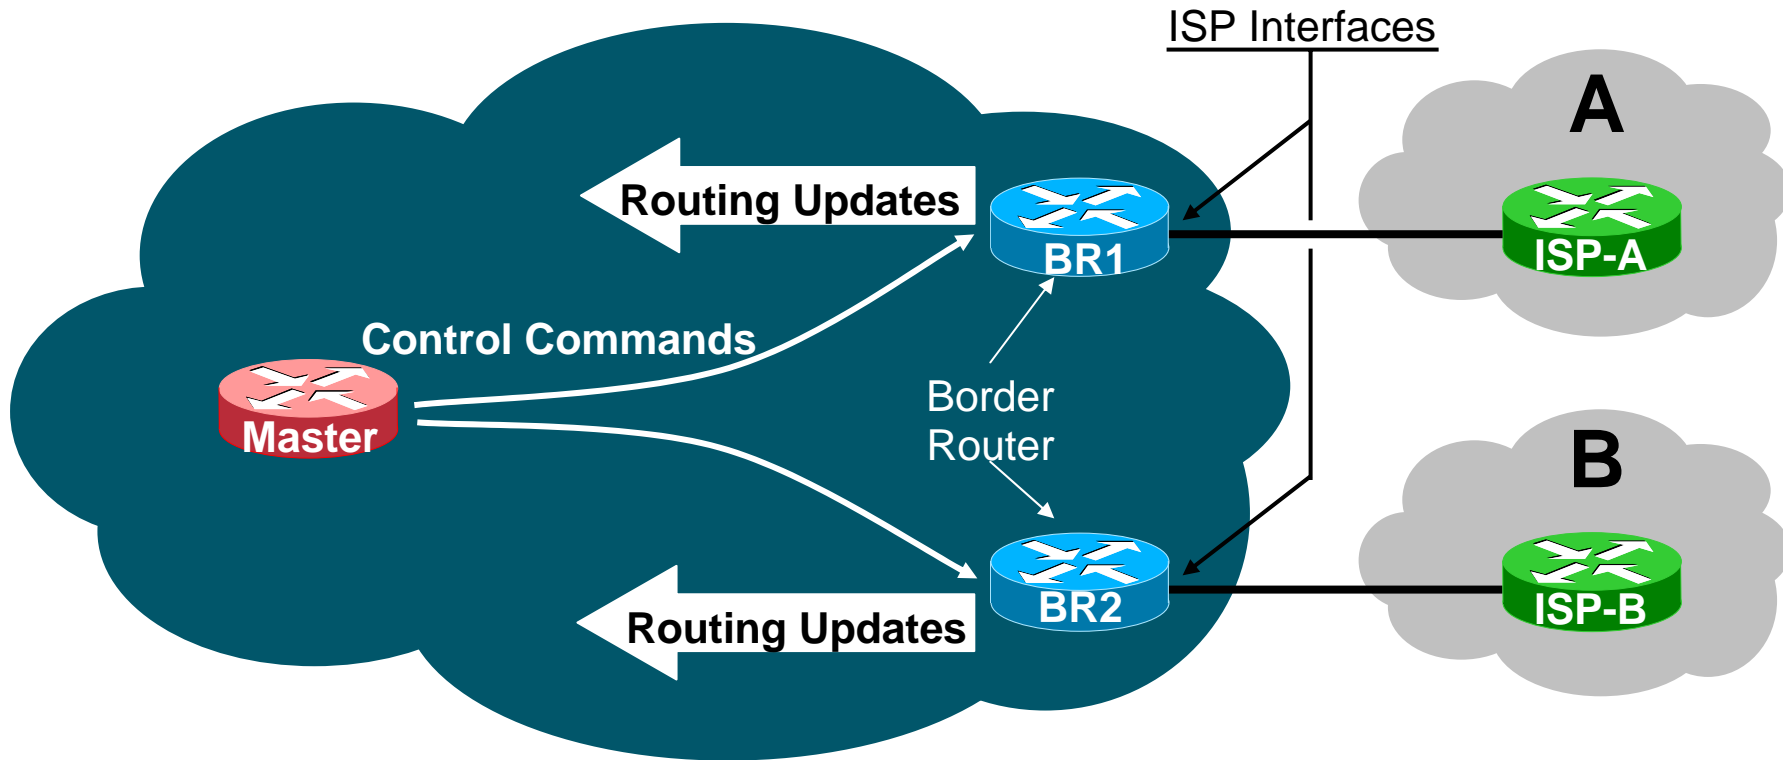 ISP Interfaces
A
Routing Updates
BR1
ISP-A
Control Commands
Master
Border
Router
B
BR2
ISP-B
Routing Updates